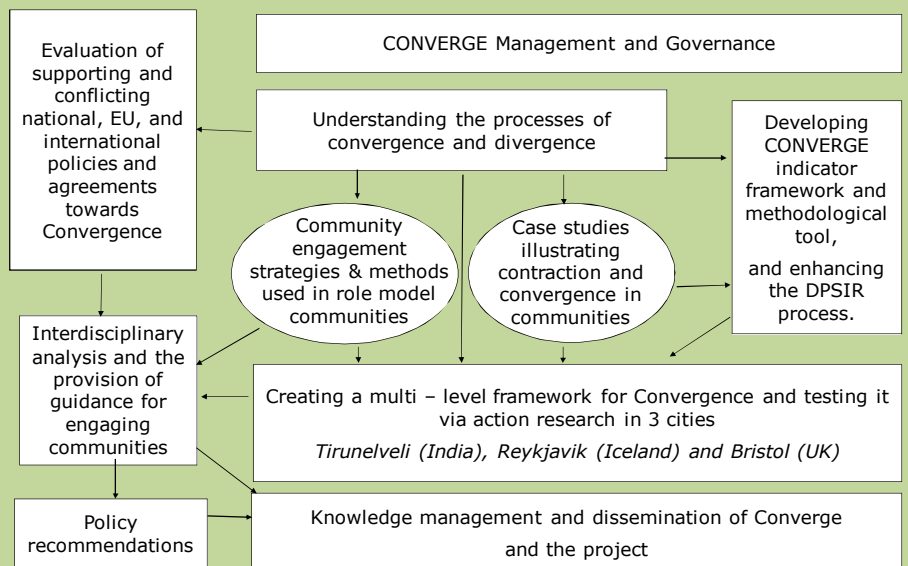 Evaluation of
supporting and
conflicting
national, EU, and
international
policies and
agreements
towards
Convergence
CONVERGE Management and Governance
Understanding the processes of
convergence and divergence
Developing
CONVERGE
indicator
framework and
methodological
tool,
and enhancing
the DPSIR
process.
Community
engagement
strategies & methods
used in role model
communities
Case studies
illustrating
contraction and
convergence in
communities
Interdisciplinary
analysis and the
provision of
guidance for
engaging
communities
Creating a multi – level framework for Convergence and testing it
via action research in 3 cities
Tirunelveli (India), Reykjavik (Iceland) and Bristol (UK)
Policy
recommendations
Knowledge management and dissemination of Converge
and the project